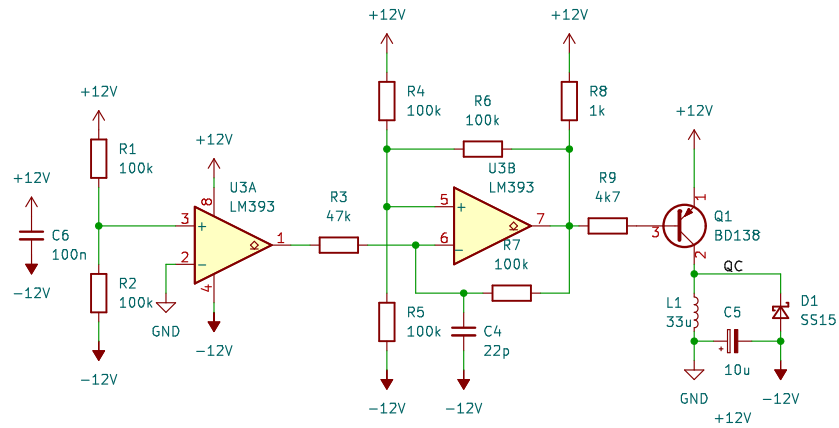 +12V
+12V
+12V
R4
100k
R6
100k
R8
1k
+12V
+12V
+12V
R1
100k
+12V
8
U3A
LM393
3
+
2
−
1
4
R3
47k
U3B
LM393
5
+
6
−
7
R7
100k
R9
4k7
1
3
2
Q1
BD138
C6
100n
-12V
R2
100k
GND
-12V
-12V
R5
100k
C4
22p
-12V
-12V
QC
L1
33u
C5
+
10u
D1
SS15
GND
-12V
+12V